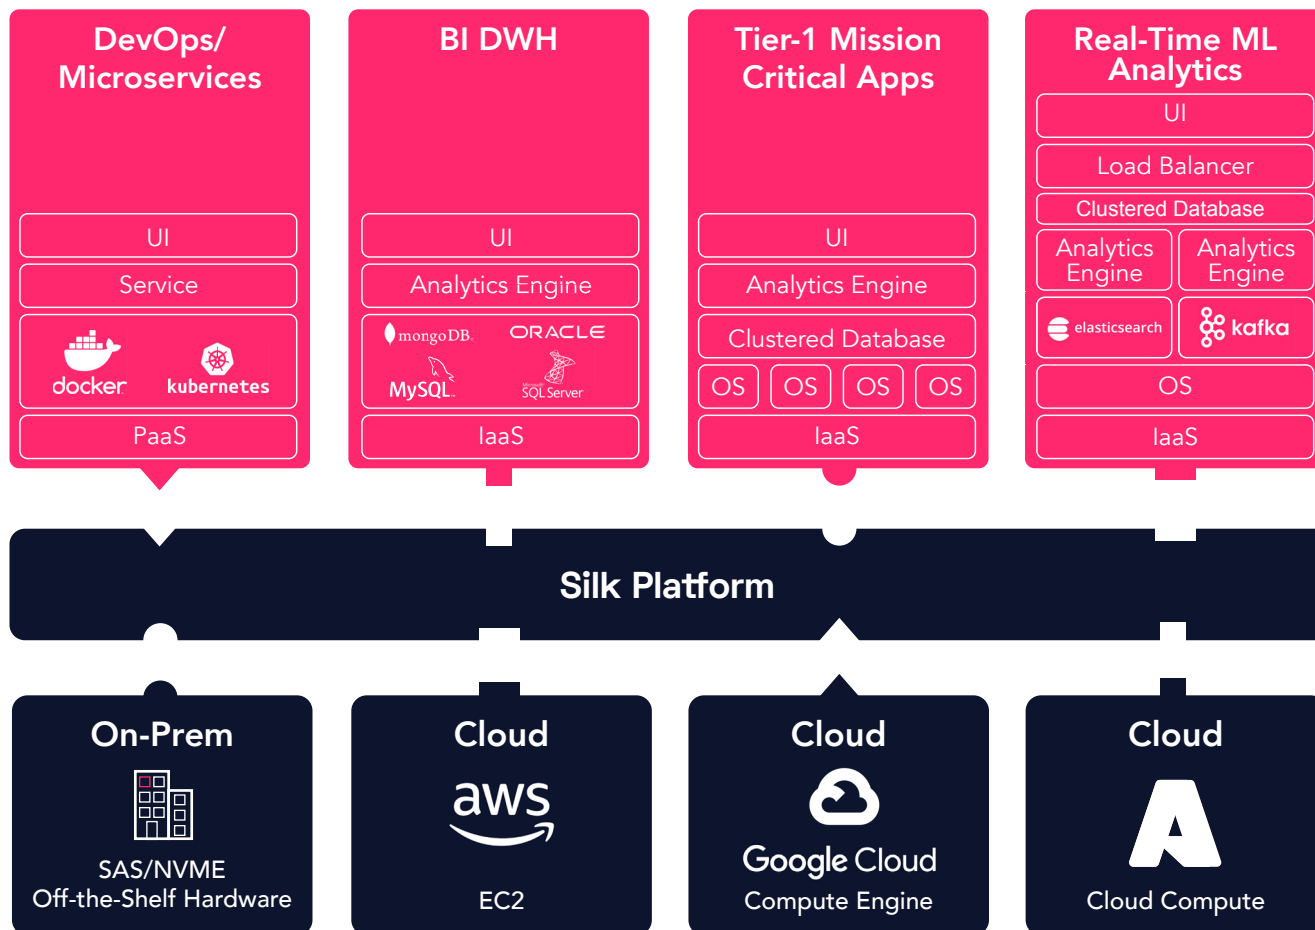 DevOps/
Microservices
UI
Service
docker
kubernetes
PaaS
BI DWH
UI
Analytics Engine
mongoDB.
ORACLE
MySQL™
Microsoft
SQL Server
IaaS
Tier-1 Mission
Critical Apps
UI
Analytics Engine
Clustered Database
OS OS OS OS
IaaS
Real-Time ML
Analytics
UI
Load Balancer
Clustered Database
Analytics
Engine
Analytics
Engine
elasticsearch
kafka
OS
IaaS
Silk Platform
On-Prem
SAS/NVME
Off-the-Shelf Hardware
Cloud
aws
EC2
Cloud
Google Cloud
Compute Engine
Cloud
Cloud Compute